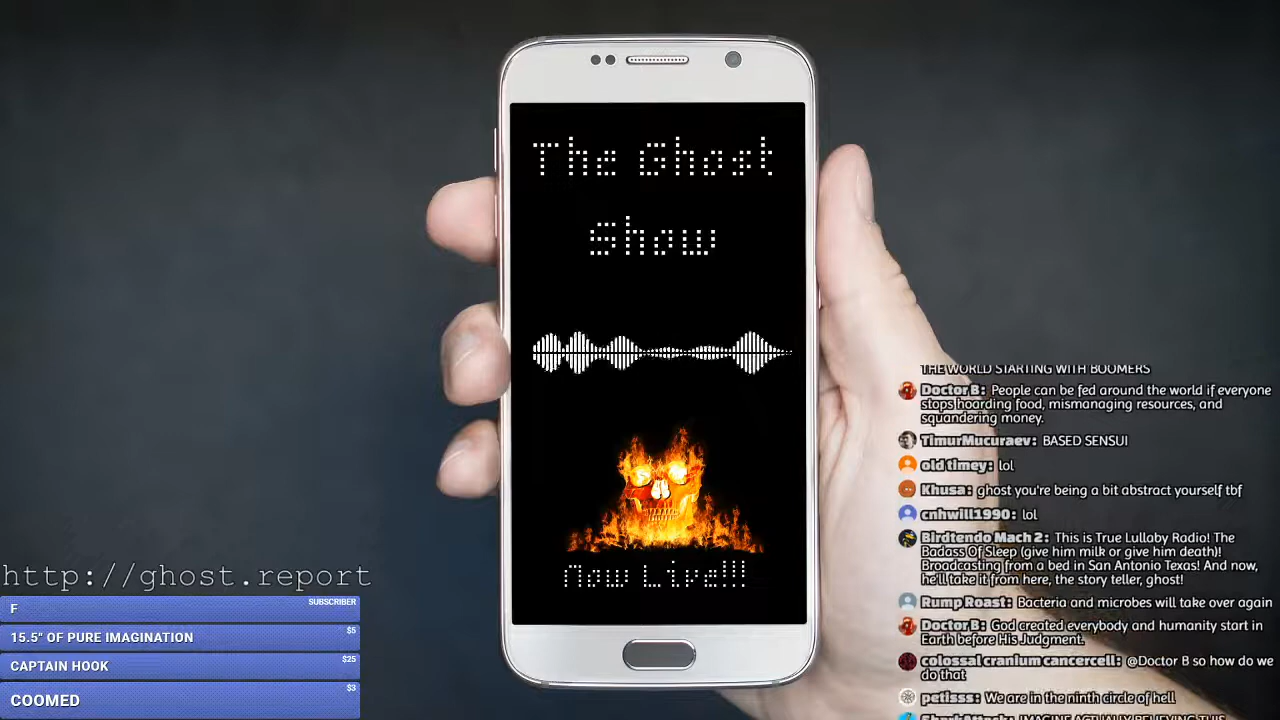 The Ghost
Show
Now Live!!!
http://ghost.report
F
SUBSCRIBER
15.5" OF PURE IMAGINATION
$5
CAPTAIN HOOK
$25
COOMED
$3
THE WORLD STARTING WITH BOOMERS
Doctor B: People can be fed around the world if everyone
stops hoarding food, mismanaging resources, and
squandering money.
TimurMucuraev: BASED SENSUI
old timey: lol
Khusa: ghost you're being a bit abstract yourself tbf
cnhwill1990: lol
Birdtendo Mach 2: This is True Lullaby Radio! The
Badass Of Sleep (give him milk or give him death)!
Broadcasting from a bed in San Antonio Texas! And now,
he'll take it from here, the story teller, ghost!
Rump Roast: Bacteria and microbes will take over again
Doctor B: God created everybody and humanity start in
Earth before His Judgment.
colossal cranium cancercell: @Doctor B so how do we
do that
petisss: We are in the ninth circle of hell
SharkAttack: IMAGINE ACTUALLY BELIEVING THIS